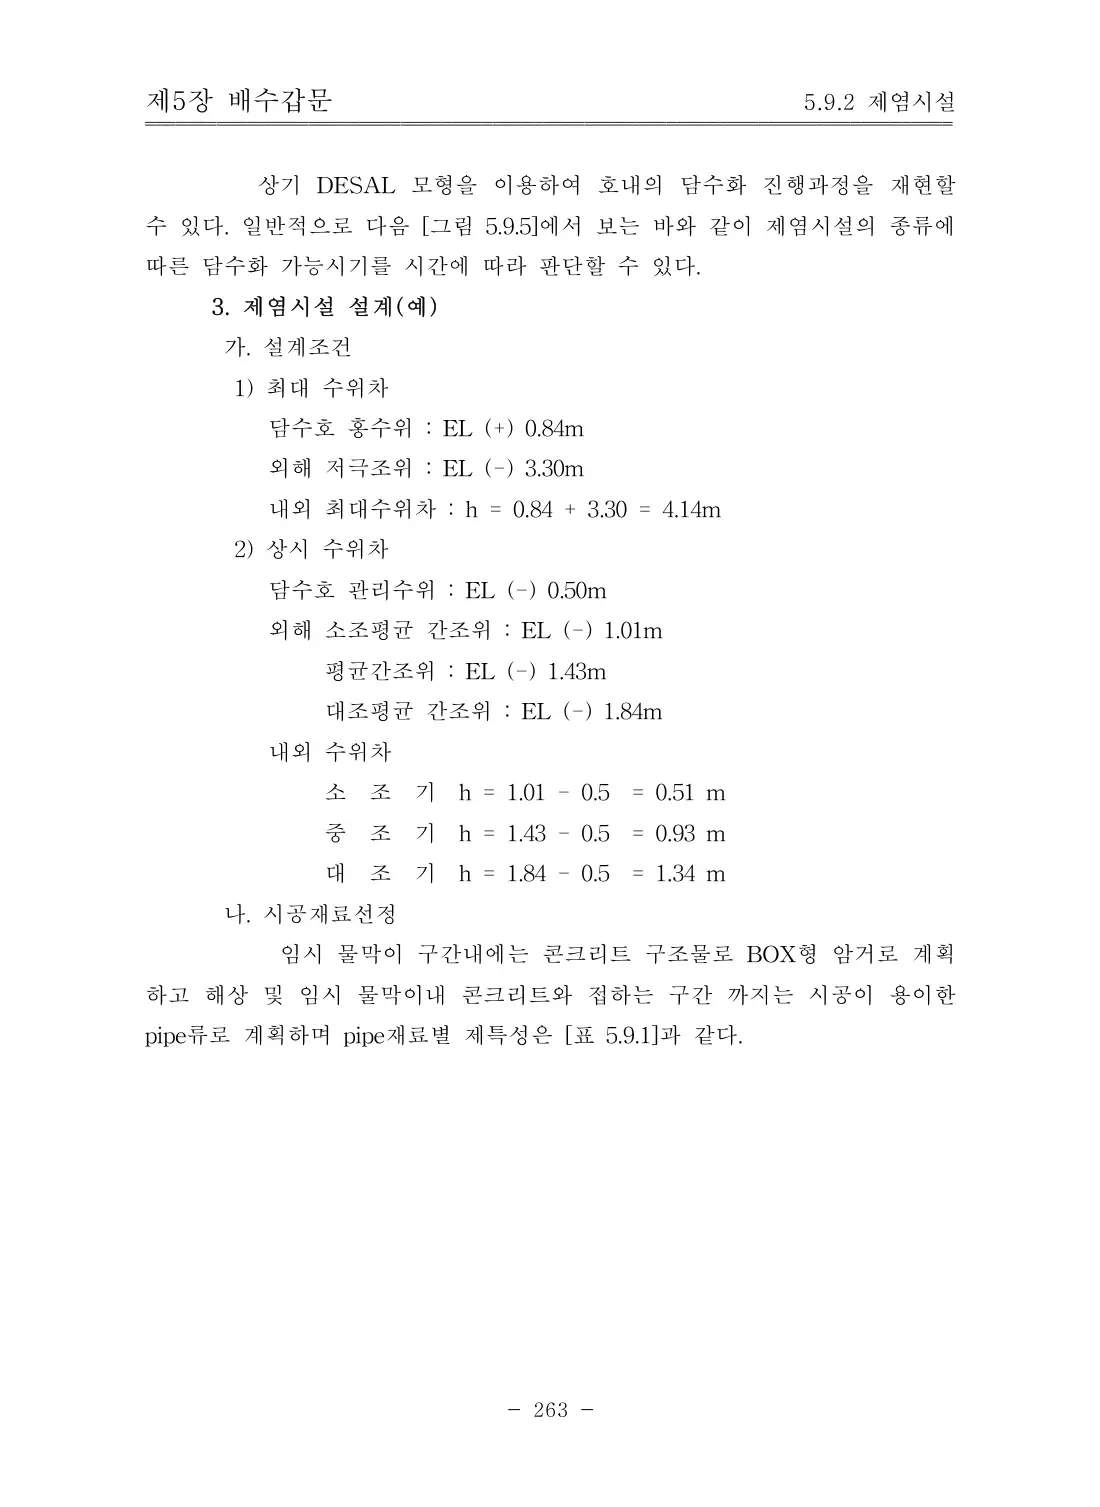 제5장 배수갑문
5.9.2 제염시설
상기 DESAL 모형을 이용하여 호내의 담수화 진행과정을 재현할
수 있다. 일반적으로 다음 [그림 5.9.5]에서 보는 바와 같이 제염시설의 종류에
따른 담수화 가능시기를 시간에 따라 판단할 수 있다.
3. 제염시설 설계(예)
가. 설계조건
1) 최대 수위차
담수호 홍수위 : EL (+) 0.84m
외해 저극조위 : EL (-) 3.30m
내외 최대수위차 : h = 0.84 + 3.30 = 4.14m
2) 상시 수위차
담수호 관리수위 : EL (-) 0.50m
외해 소조평균 간조위 : EL (-) 1.01m
평균간조위 : EL (-) 1.43m
대조평균 간조위 : EL (-) 1.84m
내외 수위차
소 조 기 h = 1.01 - 0.5 = 0.51 m
중 조 기 h = 1.43 - 0.5 = 0.93 m
대 조 기 h = 1.84 - 0.5 = 1.34 m
나. 시공재료선정
임시 물막이 구간내에는 콘크리트 구조물로 BOX형 암거로 계획
하고 해상 및 임시 물막이내 콘크리트와 접하는 구간 까지는 시공이 용이한
pipe류로 계획하며 pipe재료별 제특성은 [표 5.9.1]과 같다.
- 263 -